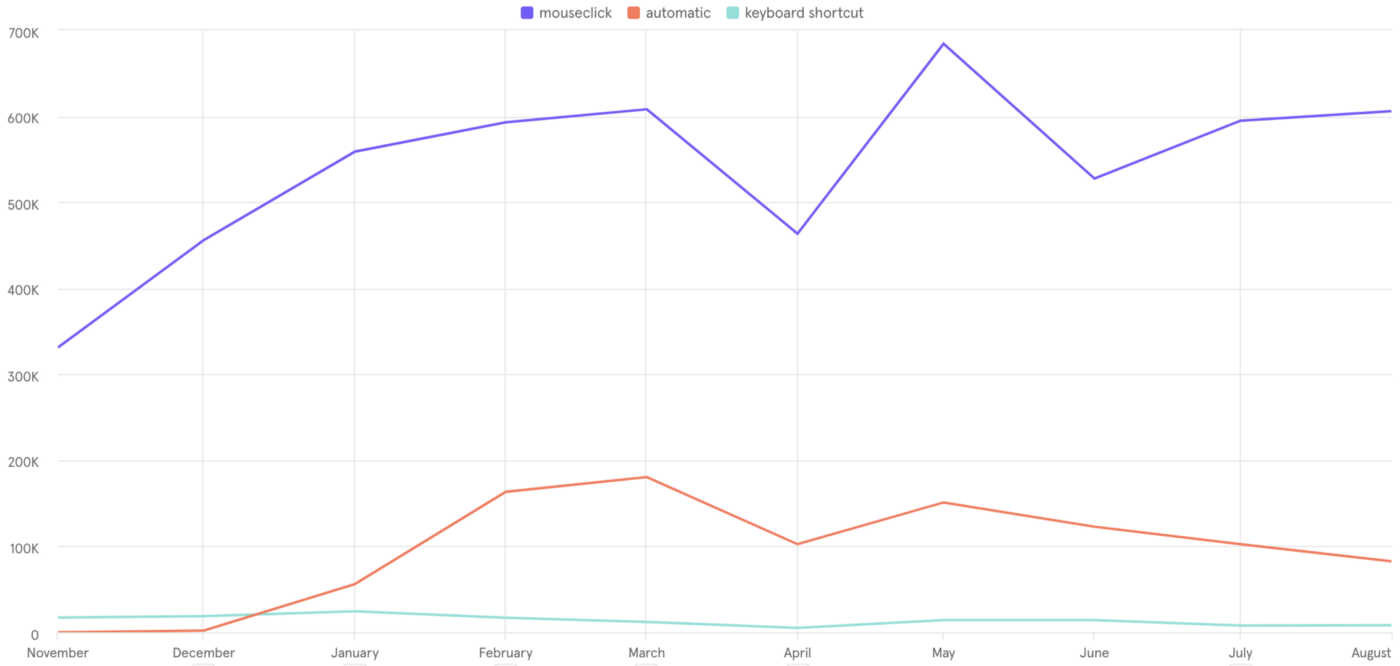 mouseclick automatic keyboard shortcut
700K
600K
500K
400K
300K
200K
100K
0
November December January February March April May June July August